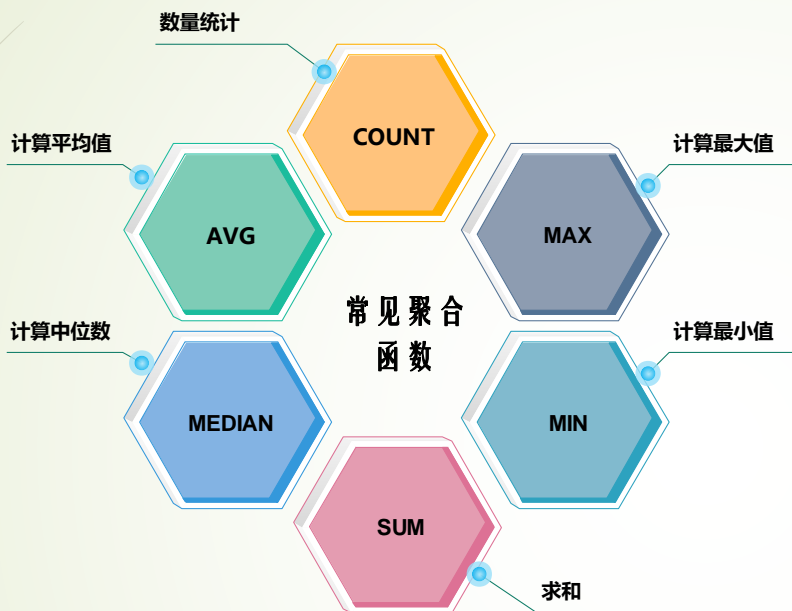 数量统计
COUNT
计算平均值
AVG
计算最大值
MAX
常见聚合
函数
计算中位数
MEDIAN
计算最小值
MIN
SUM
求和